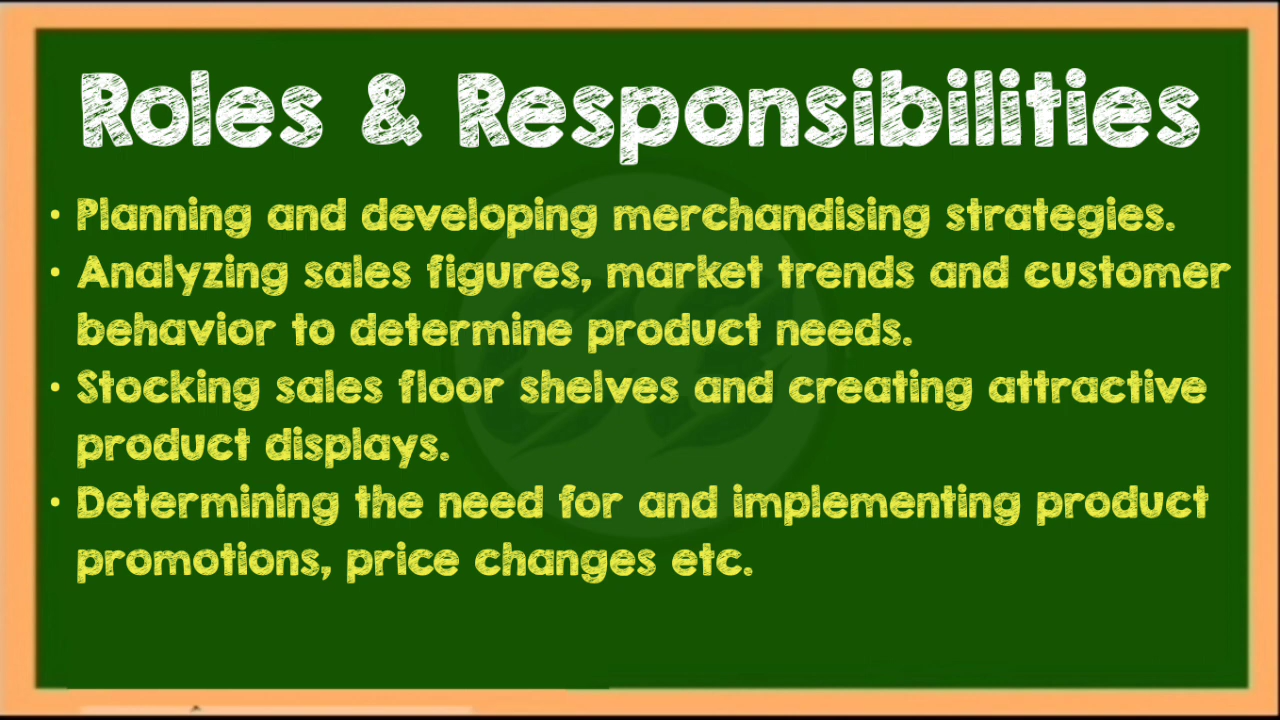 Roles & Responsibilities
• Planning and developing merchandising strategies.
• Analyzing sales figures, market trends and customer
behavior to determine product needs.
• Stocking sales floor shelves and creating attractive
product displays.
• Determining the need for and implementing product
promotions, price changes etc.